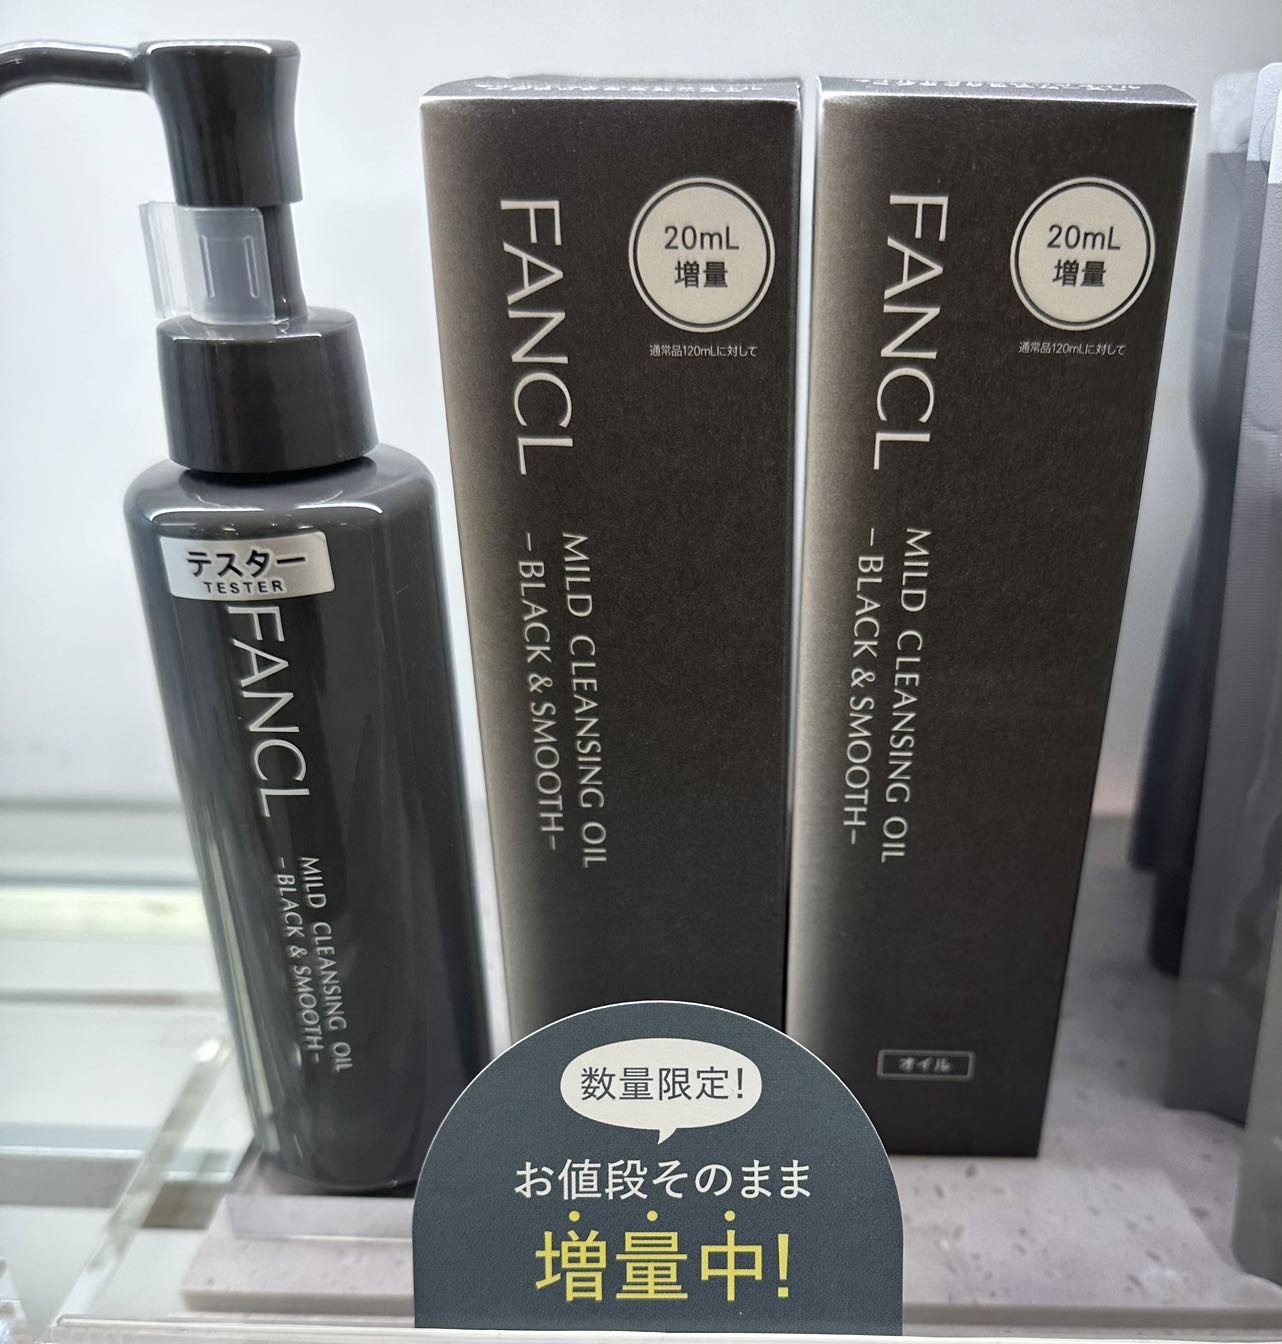 テスター
TESTER
FANCL
MILD CLEANSING OIL
-BLACK & SMOOTH-
FANCL
MILD CLEANSING OIL
-BLACK & SMOOTH-
20mL
増量
通常品120mLに対して
FANCL
MILD CLEANSING OIL
-BLACK & SMOOTH-
20mL
増量
通常品120mLに対して
オイル
数量限定!
お値段そのまま
増量中!